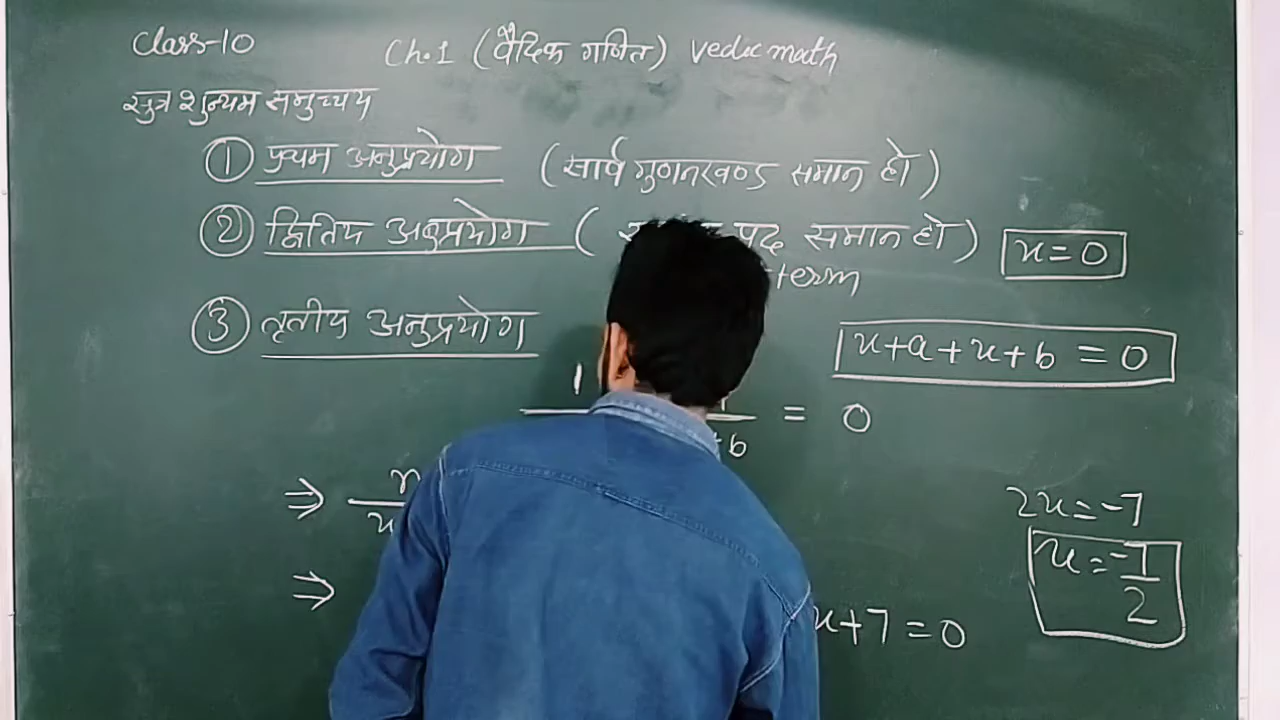 Class-10
Ch.1 (वैदिक गणित) Vedic math
सुत्र शुन्यम समुच्चय
① प्रथम अनुप्रयोग (सार्व गुणनखण्ड समान हो)
② द्वितिय अनुप्रयोग ( पद समान हो) x=0
term
③ तृतीय अनुप्रयोग
x+a+x+b = 0
1
+b = 0
⇒ n
x
2x=-7
x=-7/2
⇒ x+7=0